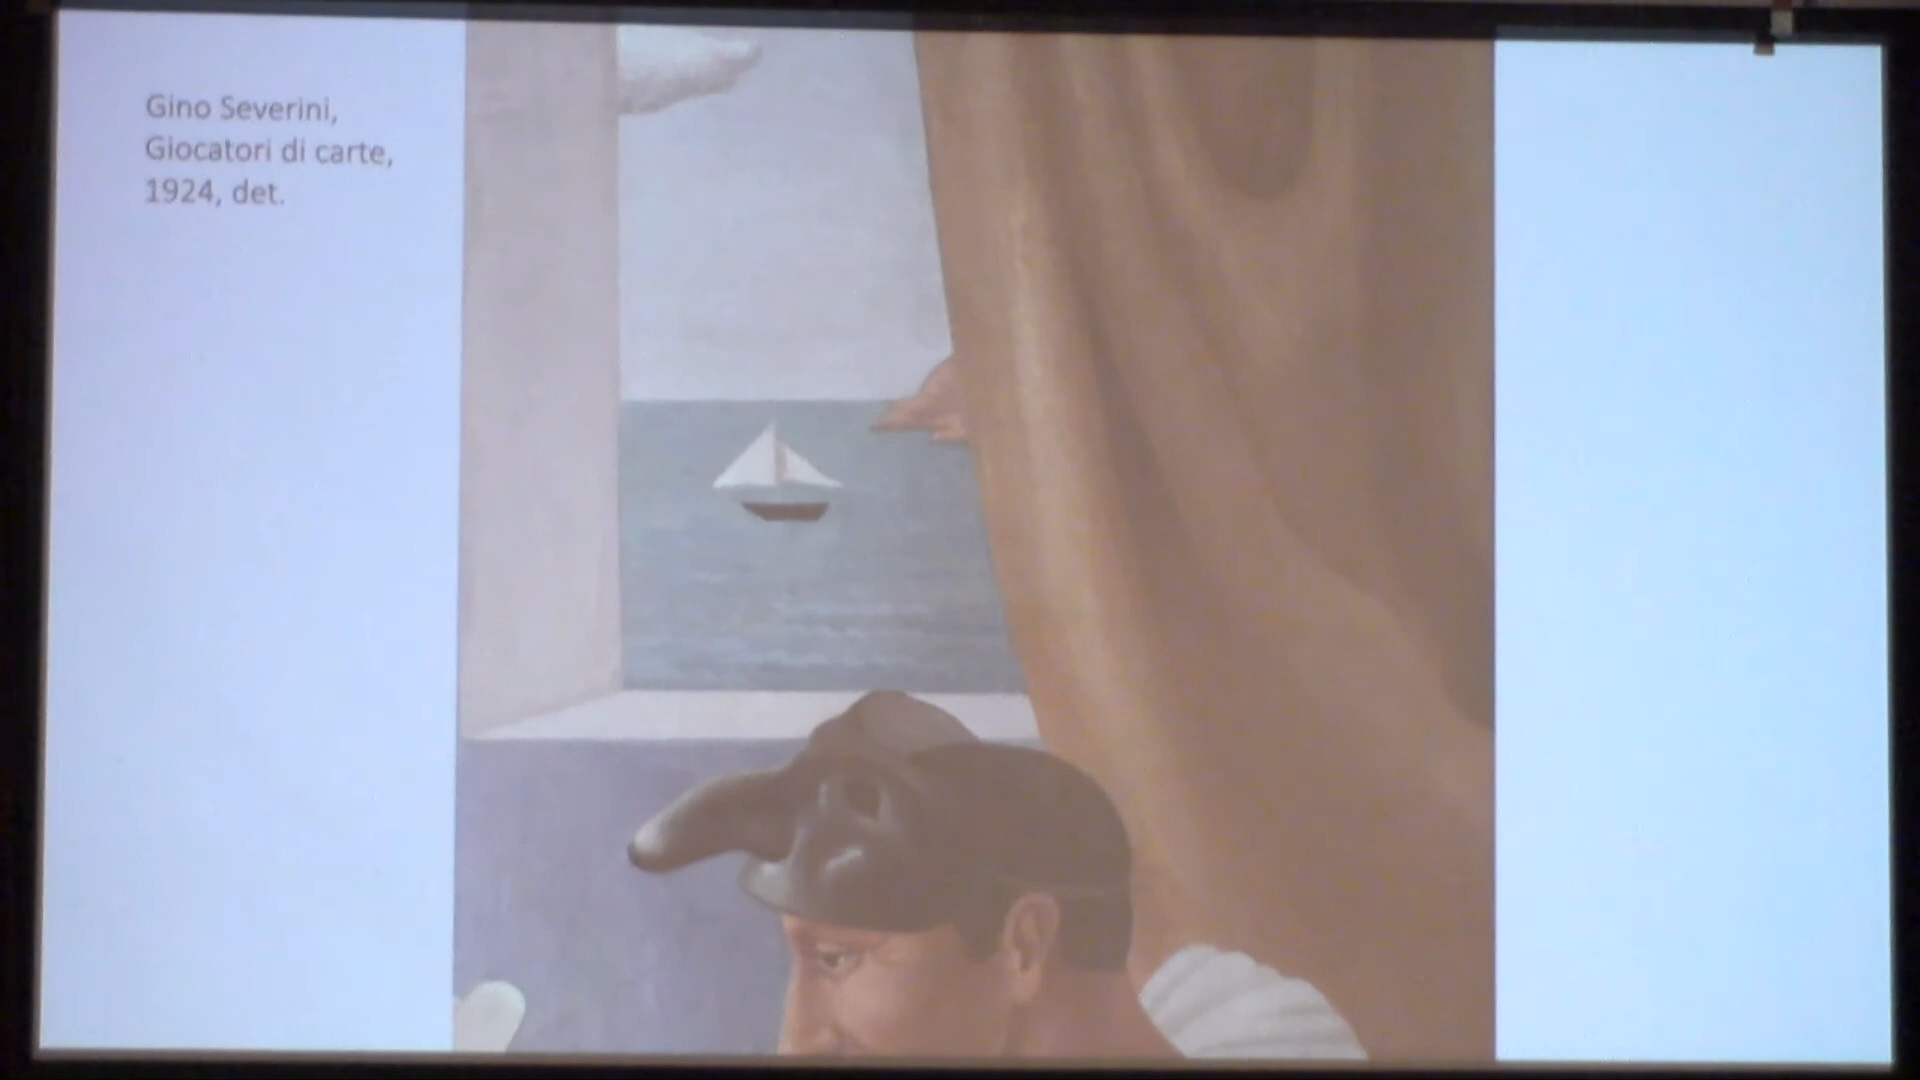 Gino Severini,
Giocatori di carte,
1924, det.